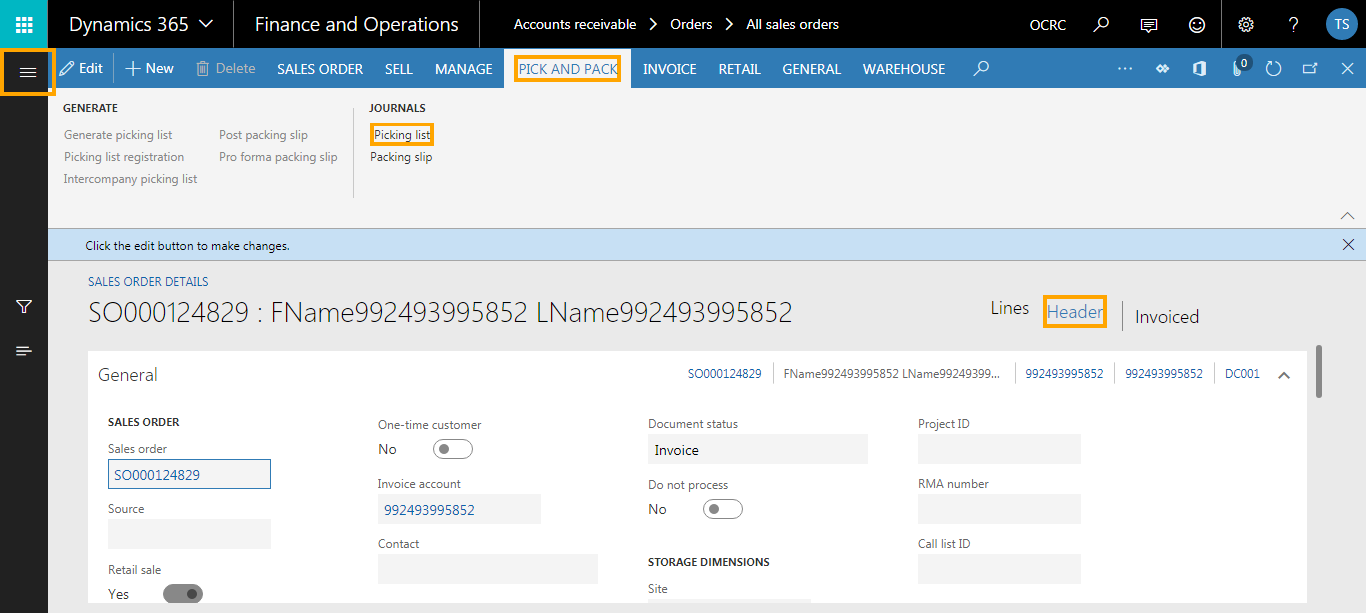 Dynamics 365 Finance and Operations Accounts receivable Orders All sales orders OCRC ? TS
Edit New Delete SALES ORDER SELL MANAGE PICK AND PACK INVOICE RETAIL GENERAL WAREHOUSE ... 0
GENERATE JOURNALS
Generate picking list Post packing slip Picking list
Picking list registration Pro forma packing slip Packing slip
Intercompany picking list
Click the edit button to make changes.
SALES ORDER DETAILS
SO000124829 : FName992493995852 LName992493995852 Lines Header Invoiced
General SO000124829 FName992493995852 LName99249399... 992493995852 992493995852 DC001
SALES ORDER One-time customer Document status Project ID
Sales order No Invoice
SO000124829 Invoice account Do not process RMA number
Source 992493995852 No
Contact Call list ID
Retail sale STORAGE DIMENSIONS
Yes Site